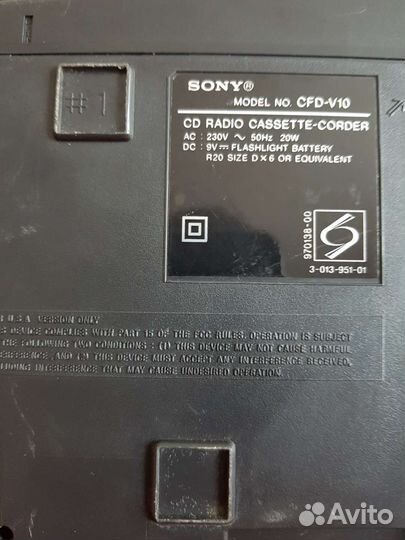 #1
SONY®
MODEL NO. CFD-V10
CD RADIO CASSETTE-CORDER
AC : 230V ~ 50Hz 20W
DC : 9V ⎓ FLASHLIGHT BATTERY
R20 SIZE D × 6 OR EQUIVALENT
970138-00
3-013-951-01
U.S.A. VERSION ONLY
DEVICE COMPLIES WITH PART 15 OF THE FCC RULES. OPERATION IS SUBJECT
THE FOLLOWING TWO CONDITIONS : (1) THIS DEVICE MAY NOT CAUSE HARMFUL
, AND (2) THIS DEVICE MUST ACCEPT ANY INTERFERENCE RECEIVED,
INTERFERENCE THAT MAY CAUSE UNDESIRED OPERATION.
Avito